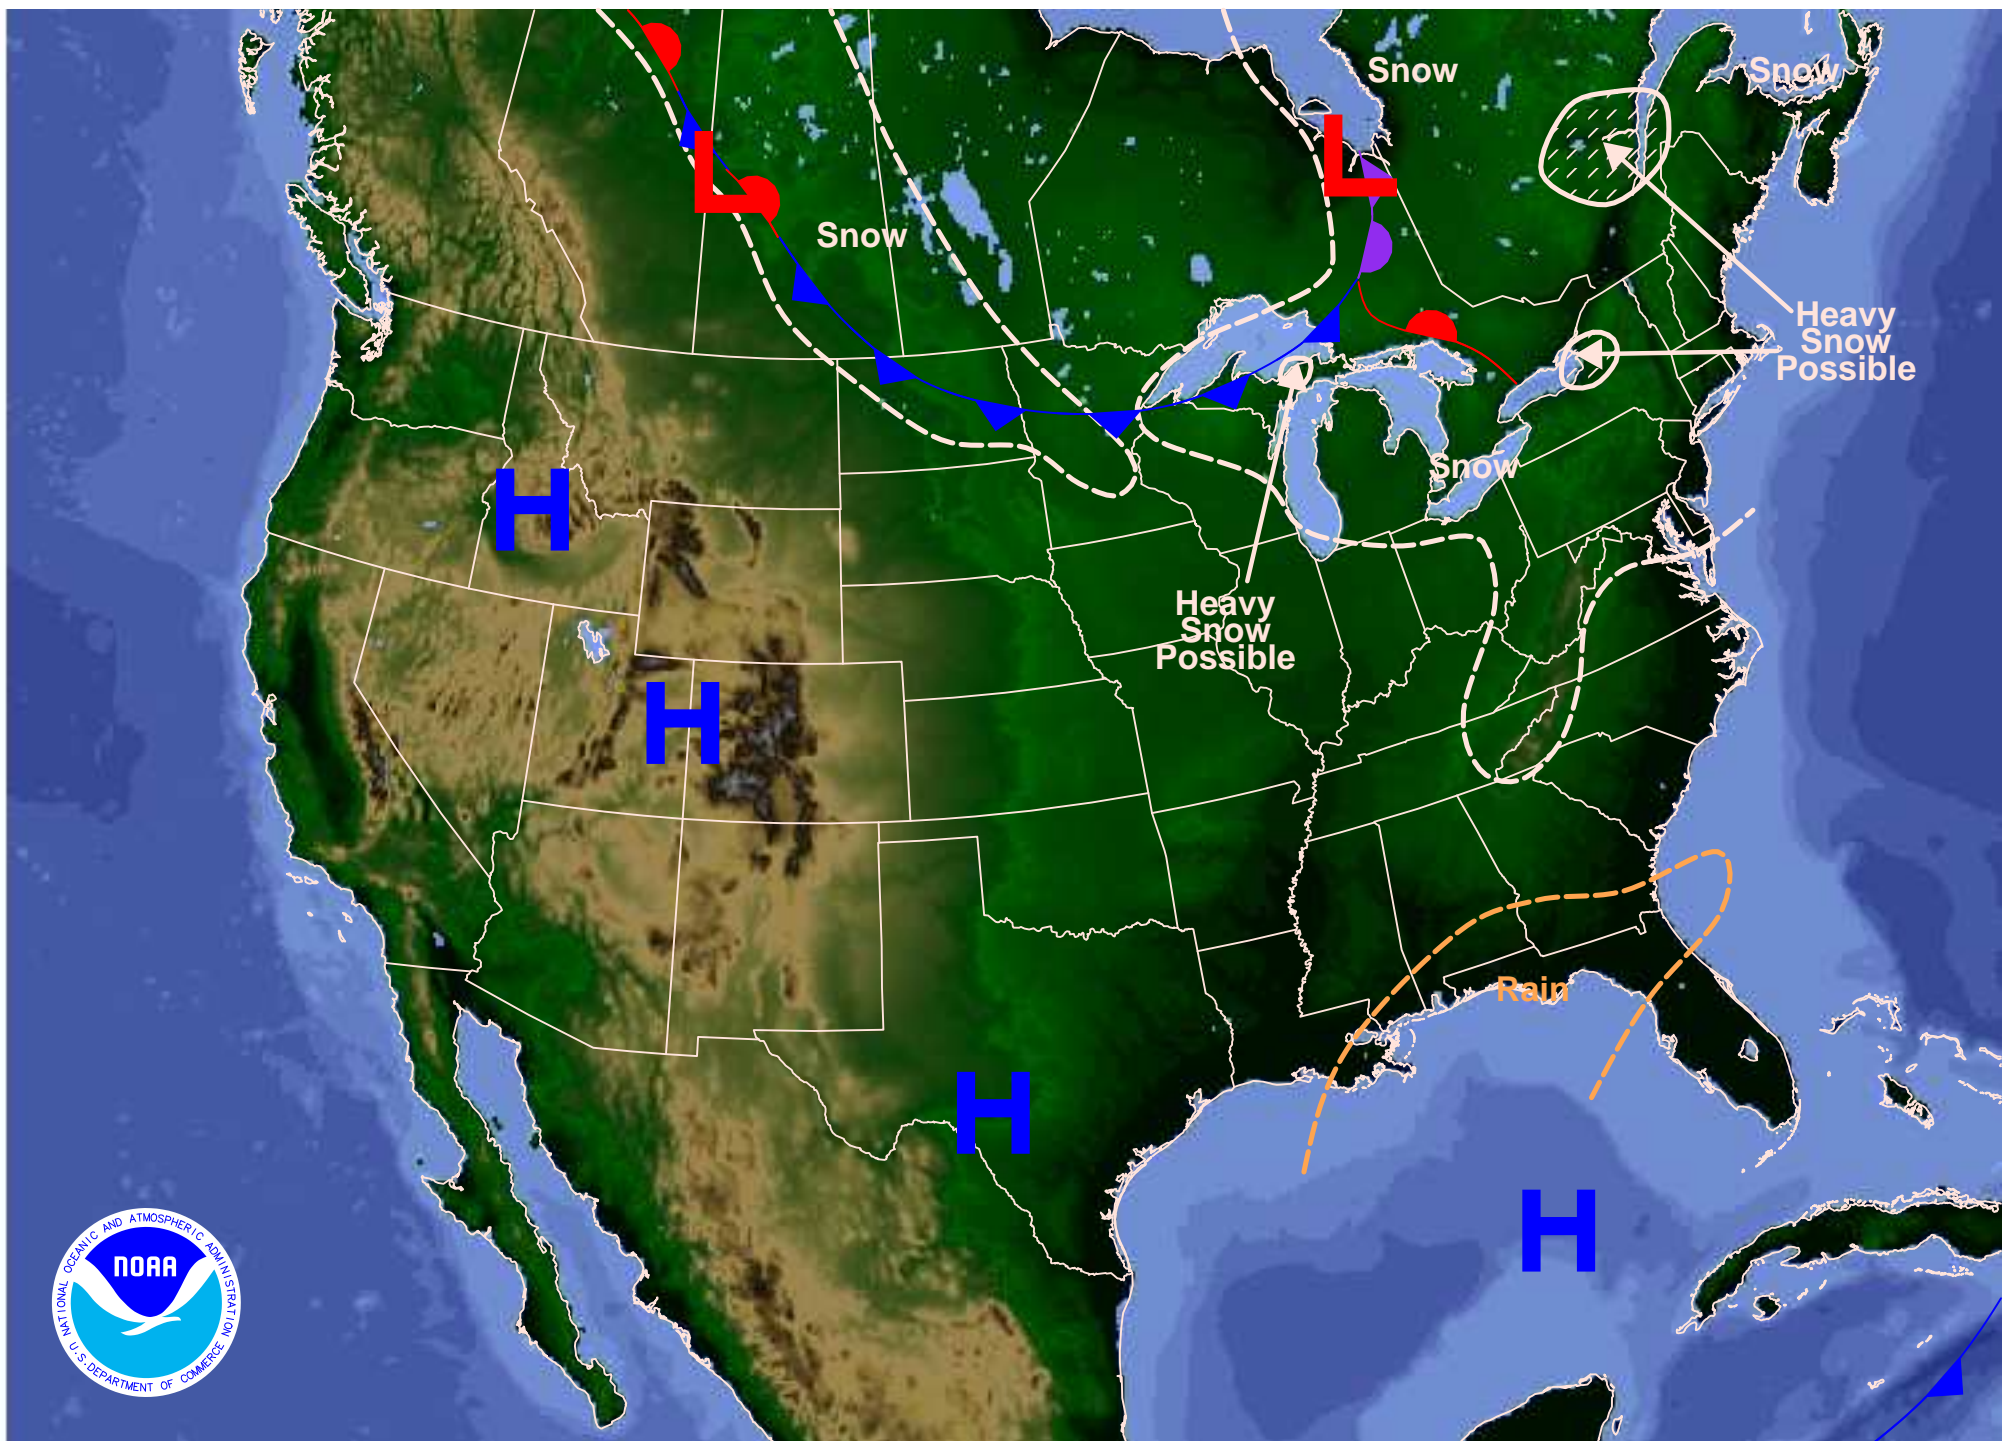 Snow
Snow
L
L
Snow
Heavy
Snow
Possible
Snow
H
Heavy
Snow
Possible
H
Rain
H
H
NATIONAL OCEANIC AND ATMOSPHERIC ADMINISTRATION
NOAA
U.S. DEPARTMENT OF COMMERCE